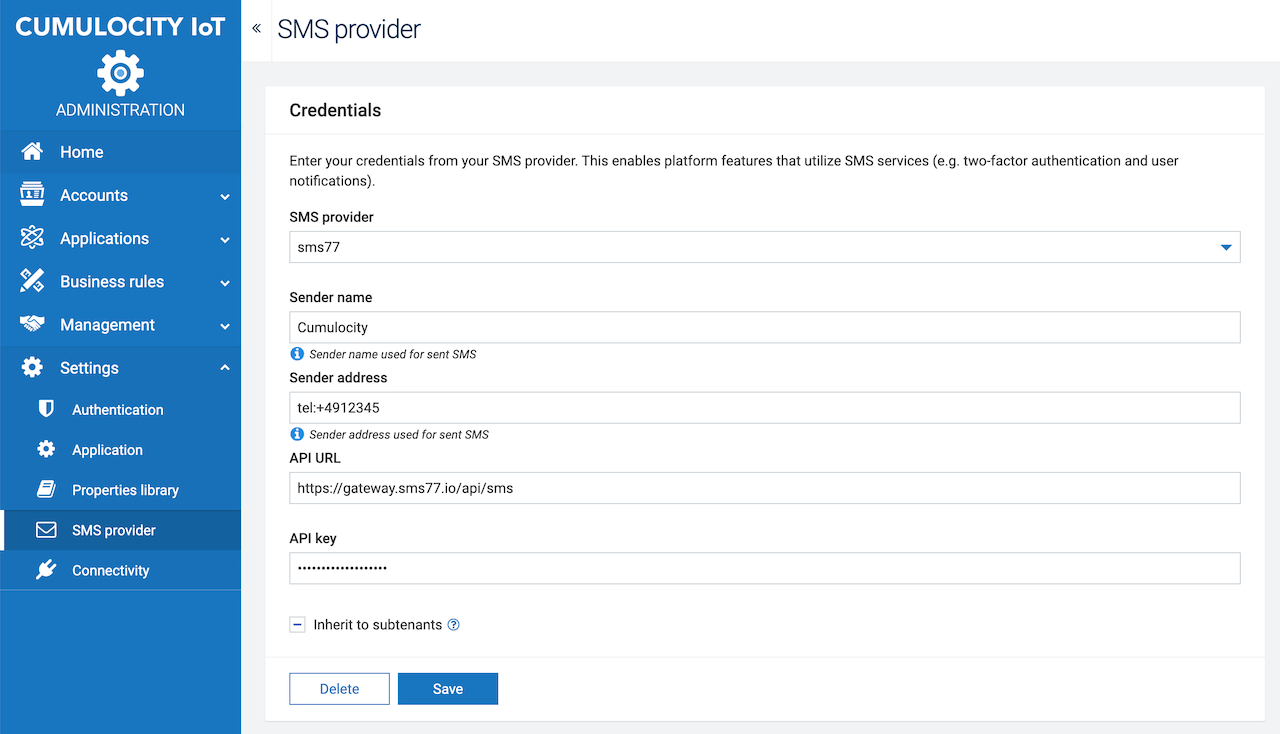 CUMULOCITY IoT
ADMINISTRATION
Home
Accounts
Applications
Business rules
Management
Settings
Authentication
Application
Properties library
SMS provider
Connectivity
« SMS provider
Credentials
Enter your credentials from your SMS provider. This enables platform features that utilize SMS services (e.g. two-factor authentication and user
notifications).
SMS provider
sms77
Sender name
Cumulocity
Sender name used for sent SMS
Sender address
tel:+4912345
Sender address used for sent SMS
API URL
https://gateway.sms77.io/api/sms
API key
•••••••••••••••••••
Inherit to subtenants
Delete Save